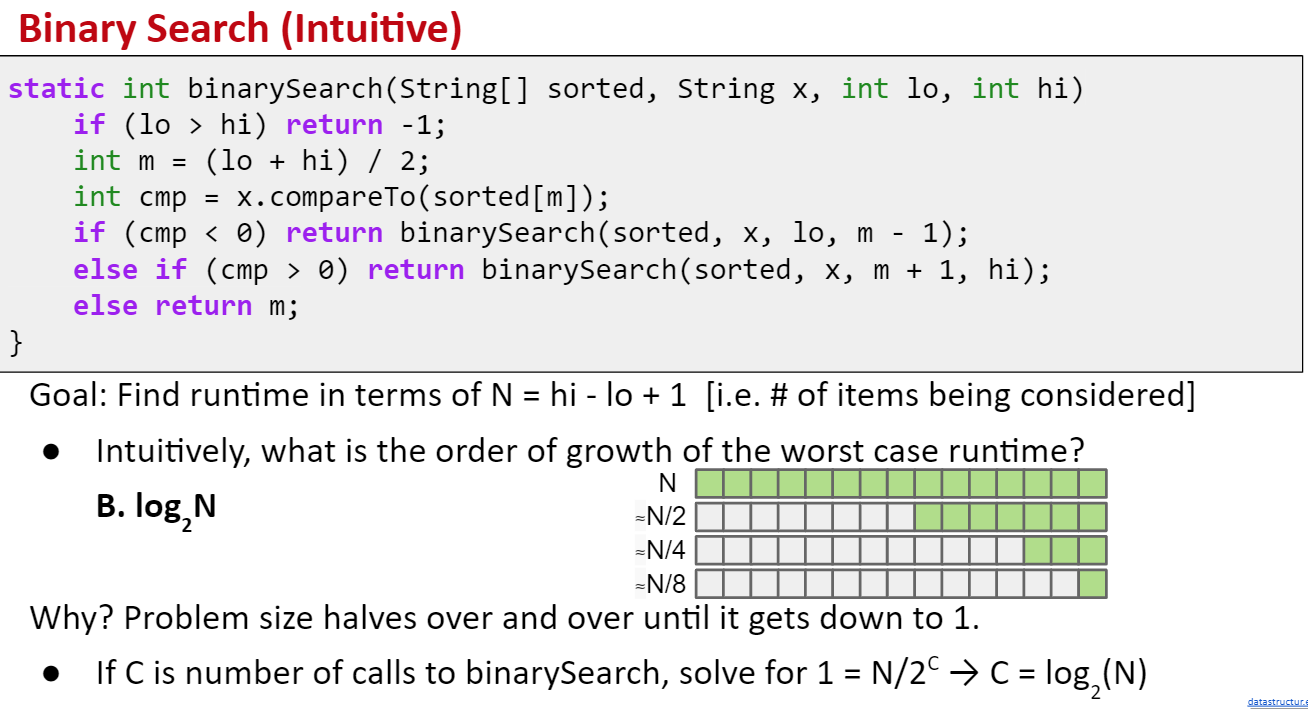 Binary Search (Intuitive)
static int binarySearch(String[] sorted, String x, int lo, int hi)
    if (lo > hi) return -1;
    int m = (lo + hi) / 2;
    int cmp = x.compareTo(sorted[m]);
    if (cmp < 0) return binarySearch(sorted, x, lo, m - 1);
    else if (cmp > 0) return binarySearch(sorted, x, m + 1, hi);
    else return m;
}
Goal: Find runtime in terms of N = hi - lo + 1 [i.e. # of items being considered]
● Intuitively, what is the order of growth of the worst case runtime?
B. log₂N
N
≈N/2
≈N/4
≈N/8
Why? Problem size halves over and over until it gets down to 1.
● If C is number of calls to binarySearch, solve for 1 = N/2ᶜ → C = log₂(N)
datastructur.e